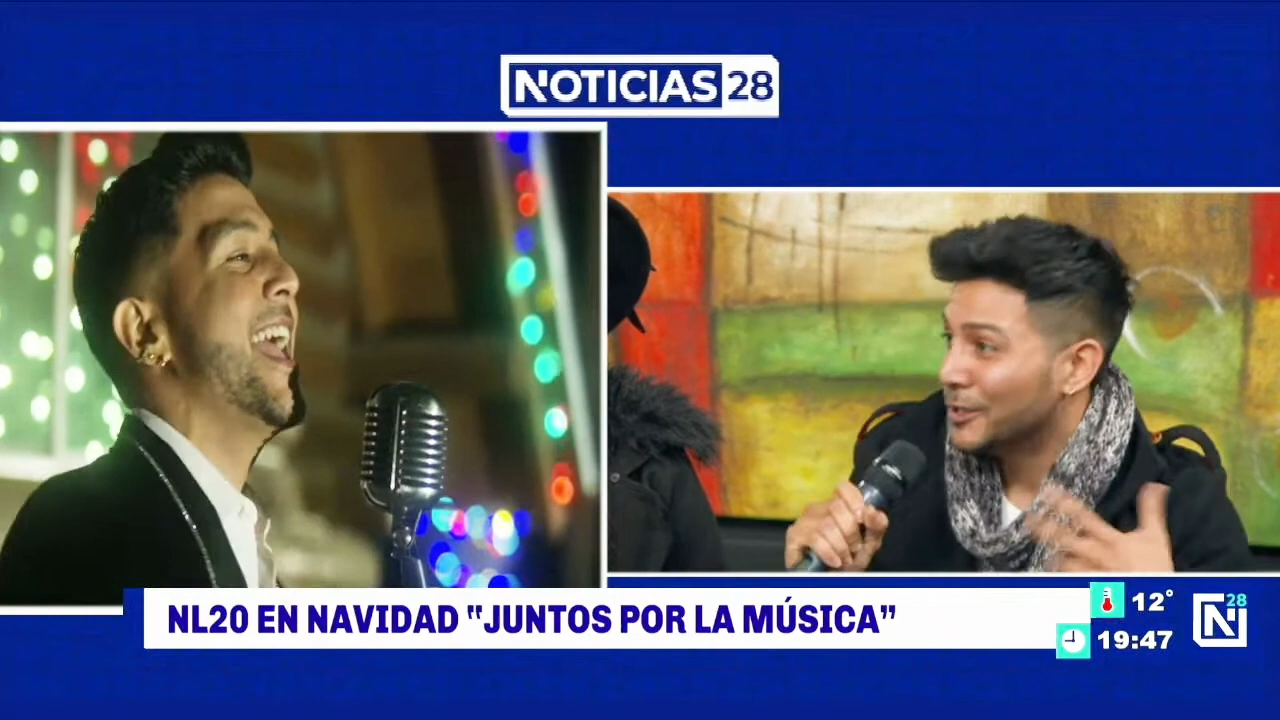 NOTICIAS 28
NL20 EN NAVIDAD "JUNTOS POR LA MÚSICA"
12°
19:47
N 28